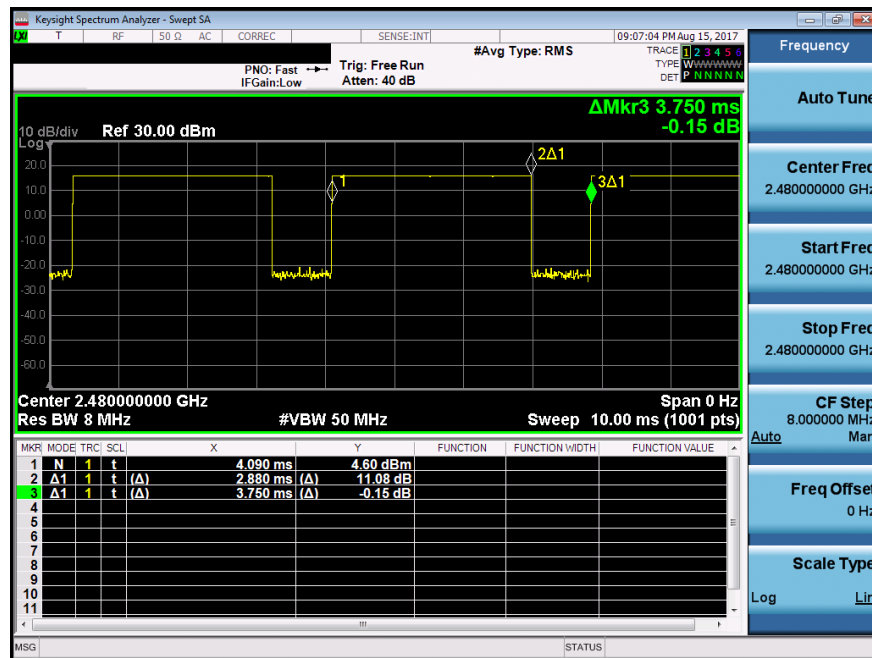 Keysight Spectrum Analyzer - Swept SA
LXI T RF 50 Ω AC CORREC SENSE:INT 09:07:04 PM Aug 15, 2017
PNO: Fast Trig: Free Run #Avg Type: RMS TRACE 1 2 3 4 5 6
IFGain:Low Atten: 40 dB TYPE WWWWWW
DET P N N N N N
ΔMkr3 3.750 ms
-0.15 dB
10 dB/div Ref 30.00 dBm
Log
20.0
10.0
0.00
-10.0
-20.0
-30.0
-40.0
-50.0
-60.0
1
2Δ1
3Δ1
Center 2.480000000 GHz Span 0 Hz
Res BW 8 MHz #VBW 50 MHz Sweep 10.00 ms (1001 pts)
MKR MODE TRC SCL X Y FUNCTION FUNCTION WIDTH FUNCTION VALUE
1 N 1 t 4.090 ms 4.60 dBm
2 Δ1 1 t (Δ) 2.880 ms (Δ) 11.08 dB
3 Δ1 1 t (Δ) 3.750 ms (Δ) -0.15 dB
4
5
6
7
8
9
10
11
MSG STATUS
Frequency
Auto Tune
Center Freq
2.480000000 GHz
Start Freq
2.480000000 GHz
Stop Freq
2.480000000 GHz
CF Step
8.000000 MHz
Auto Man
Freq Offset
0 Hz
Scale Type
Log Lin